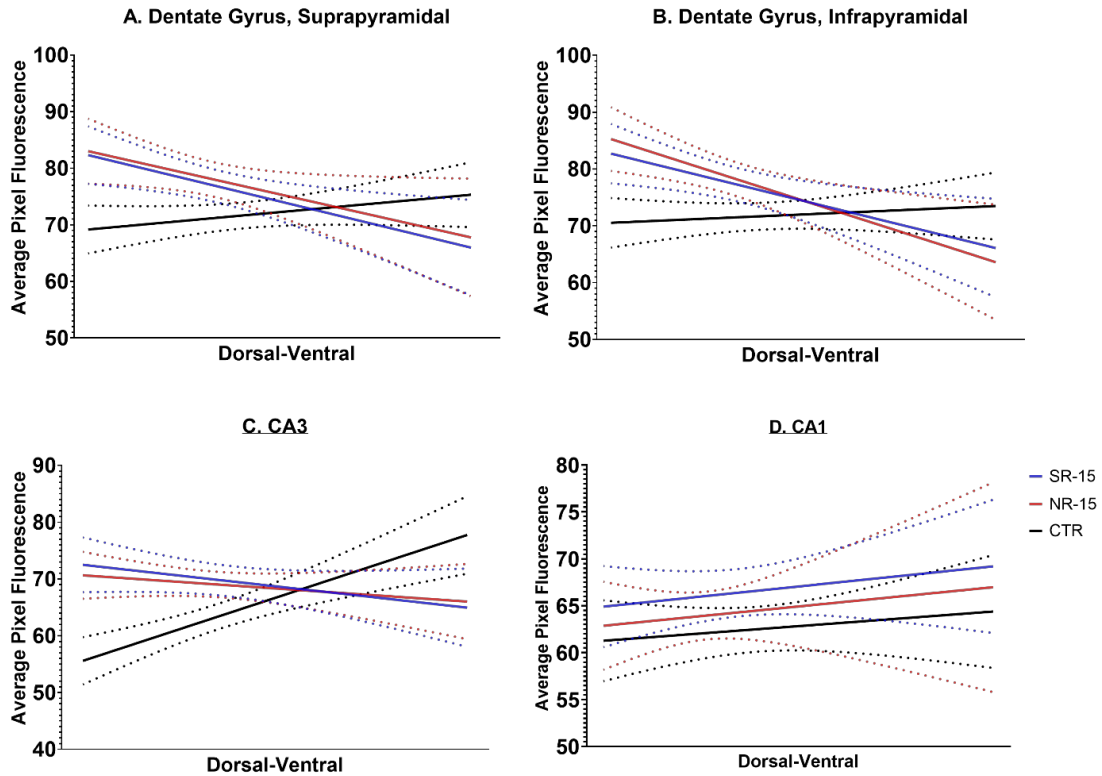 A. Dentate Gyrus, Suprapyramidal
Average Pixel Fluorescence
100
90
80
70
60
50
Dorsal-Ventral
B. Dentate Gyrus, Infrapyramidal
Average Pixel Fluorescence
100
90
80
70
60
50
Dorsal-Ventral
C. CA3
Average Pixel Fluorescence
90
80
70
60
50
40
Dorsal-Ventral
D. CA1
Average Pixel Fluorescence
80
75
70
65
60
55
50
Dorsal-Ventral
SR-15
NR-15
CTR